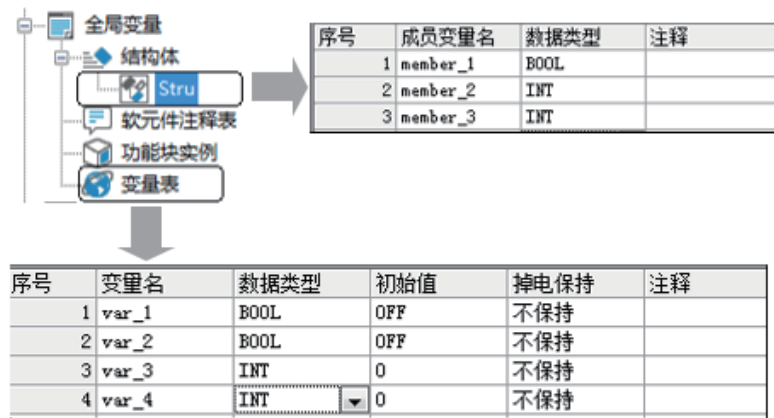 全局变量
结构体
Stru
软元件注释表
功能块实例
变量表
序号 成员变量名 数据类型 注释
1 member_1 BOOL
2 member_2 INT
3 member_3 INT
序号 变量名 数据类型 初始值 掉电保持 注释
1 var_1 BOOL OFF 不保持
2 var_2 BOOL OFF 不保持
3 var_3 INT 0 不保持
4 var_4 INT 0 不保持